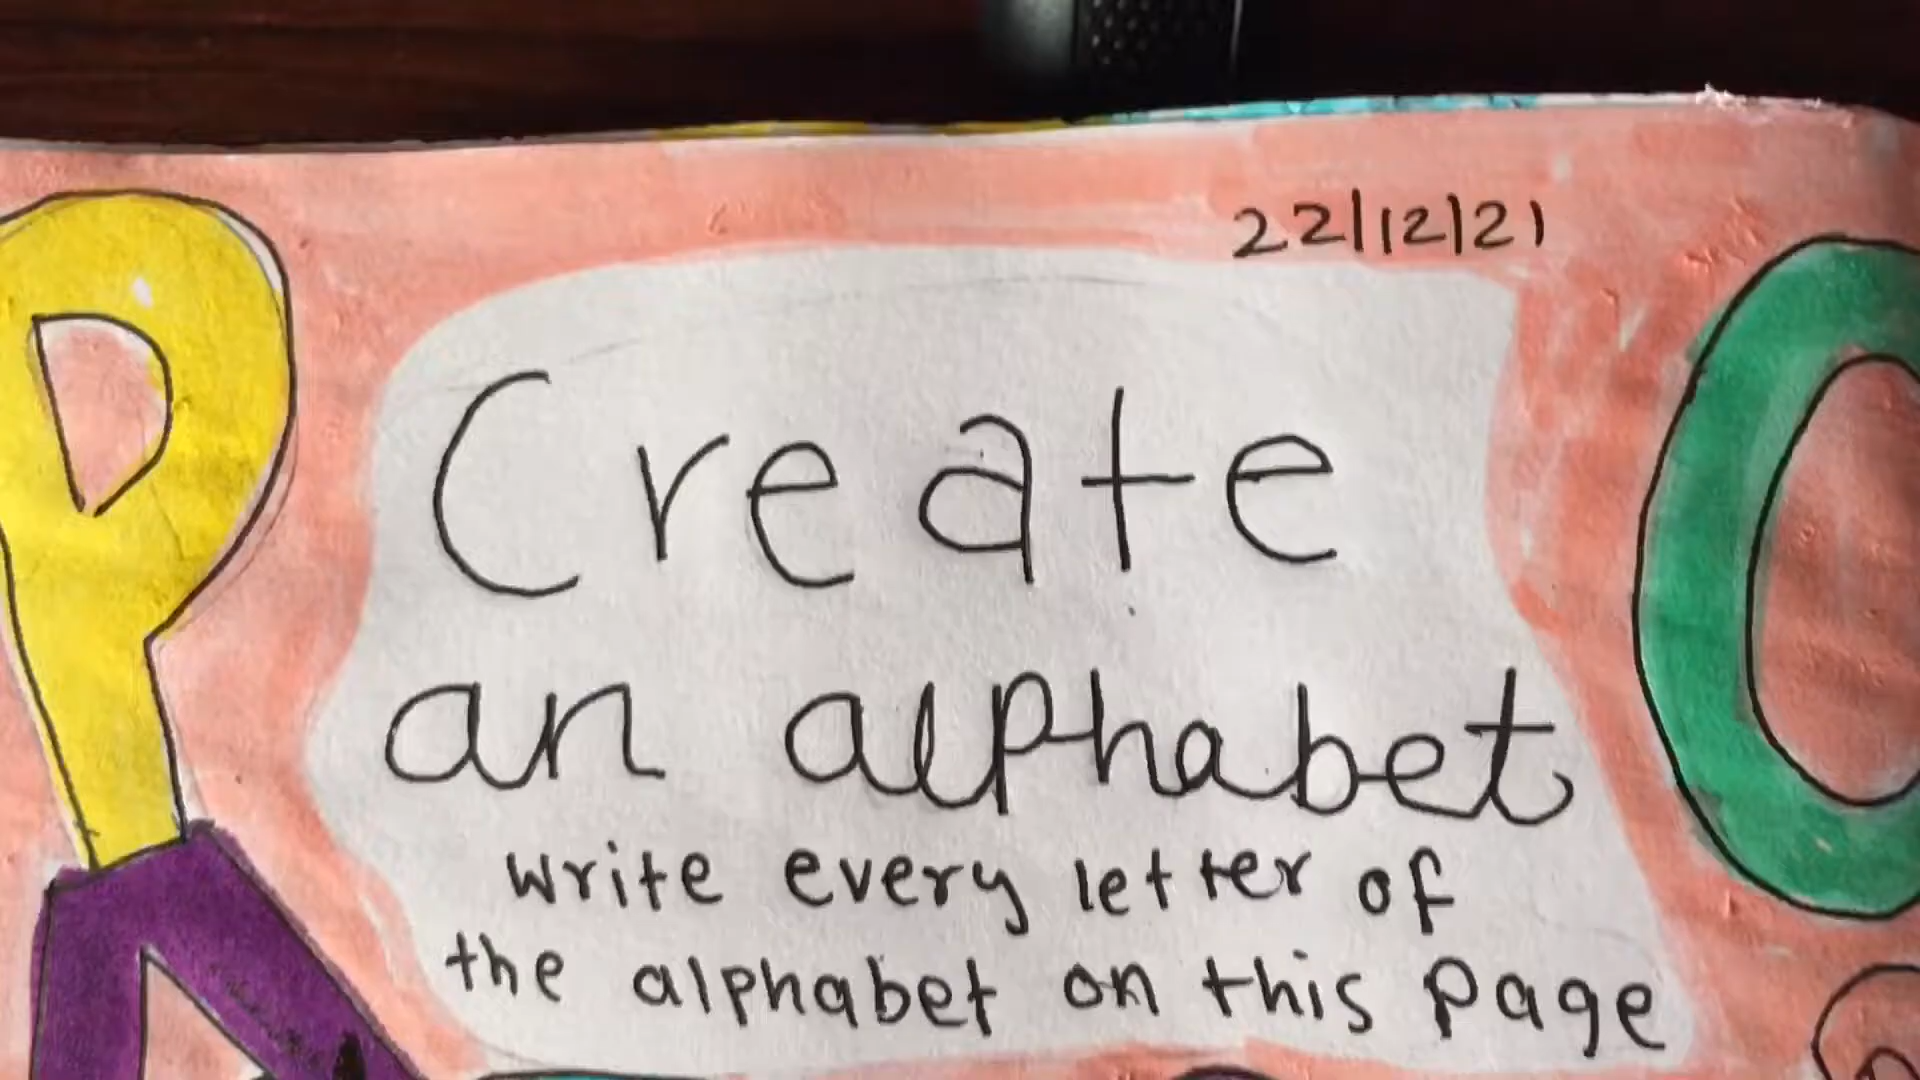 22/12/21
P
O
Create
an alphabet
write every letter of
the alphabet on this page